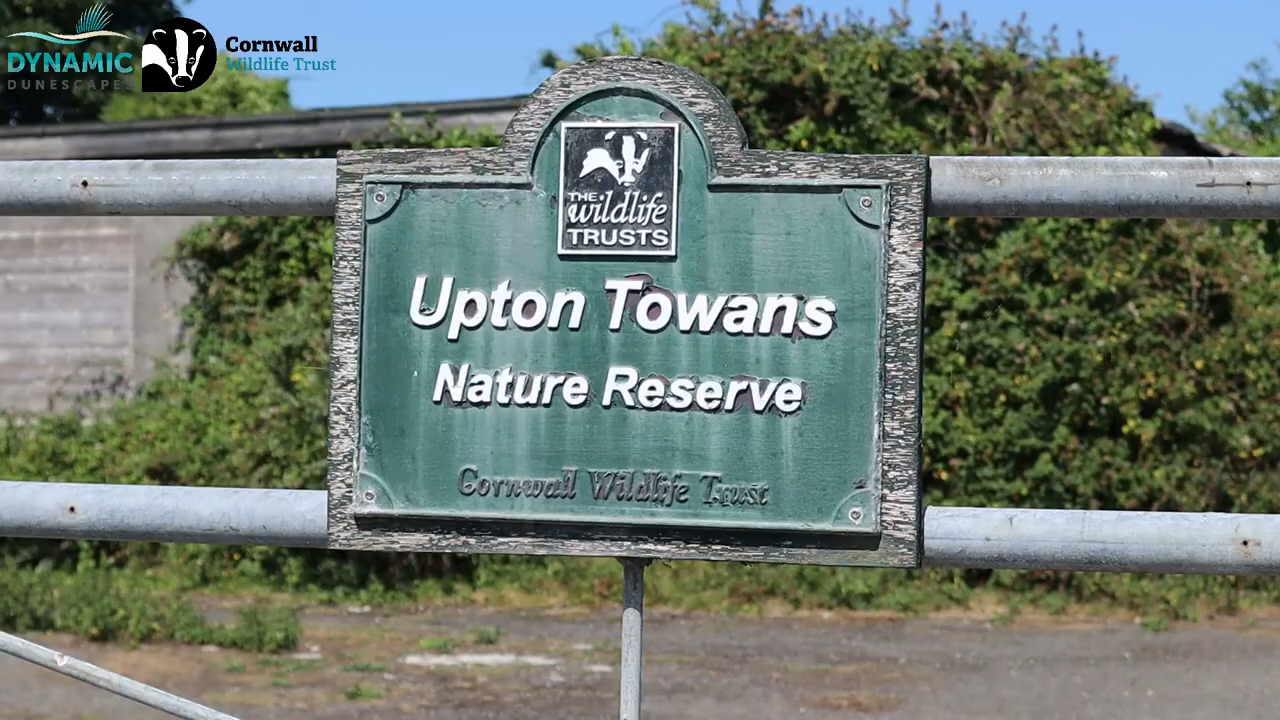 DYNAMIC
DUNESCAPES
Cornwall
Wildlife Trust
THE
wildlife
TRUSTS
Upton Towans
Nature Reserve
Cornwall Wildlife Trust